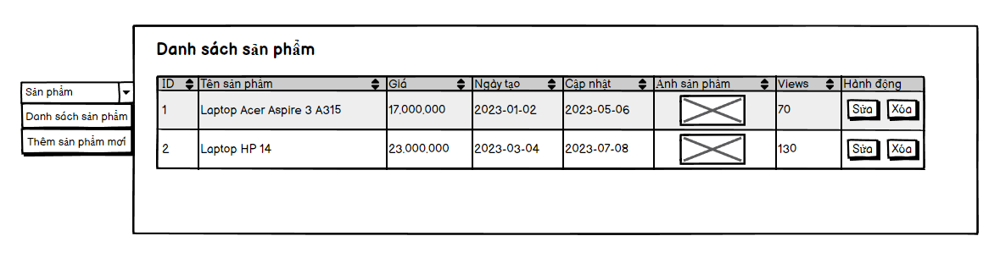 Danh sách sản phẩm
Sản phẩm
Danh sách sản phẩm
Thêm sản phẩm mới
ID Tên sản phẩm Giá Ngày tạo Cập nhật Ảnh sản phẩm Views Hành động
1 Laptop Acer Aspire 3 A315 17,000,000 2023-01-02 2023-05-06 70 Sửa Xóa
2 Laptop HP 14 23,000,000 2023-03-04 2023-07-08 130 Sửa Xóa